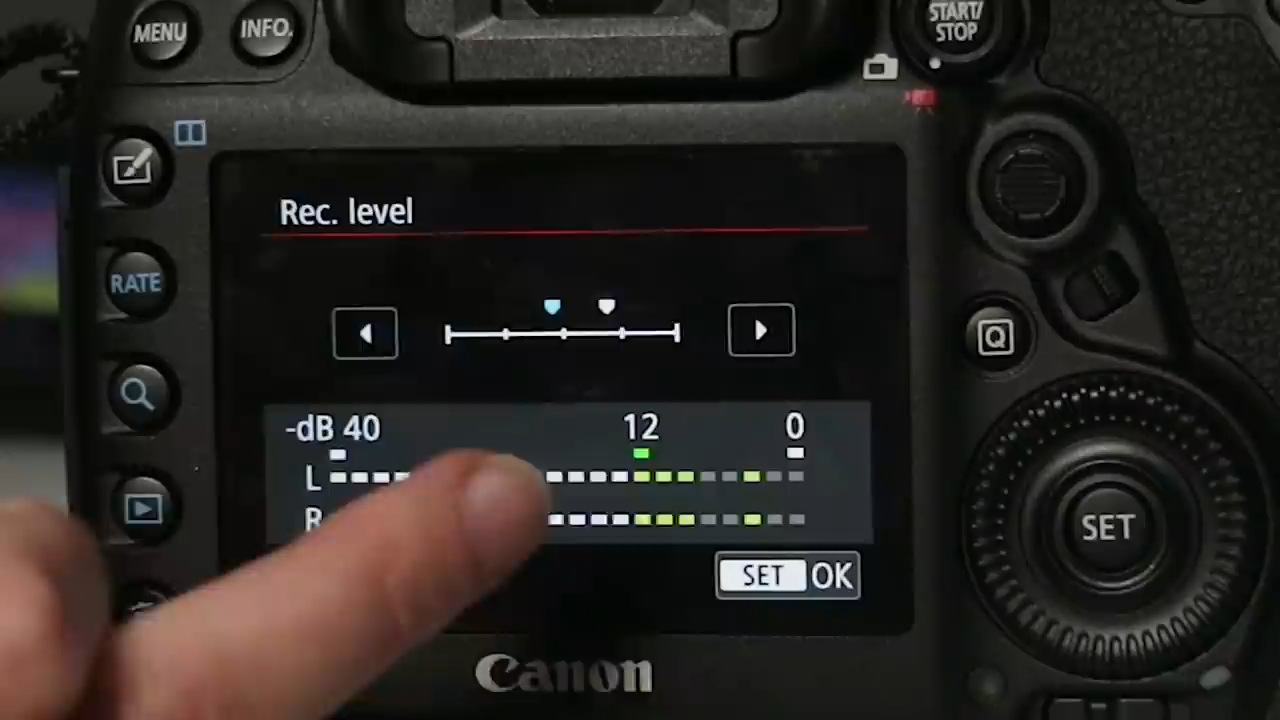 MENU
INFO.
START/
STOP
RATE
Rec. level
Q
-dB 40 12 0
L
R
SET
SET OK
Canon